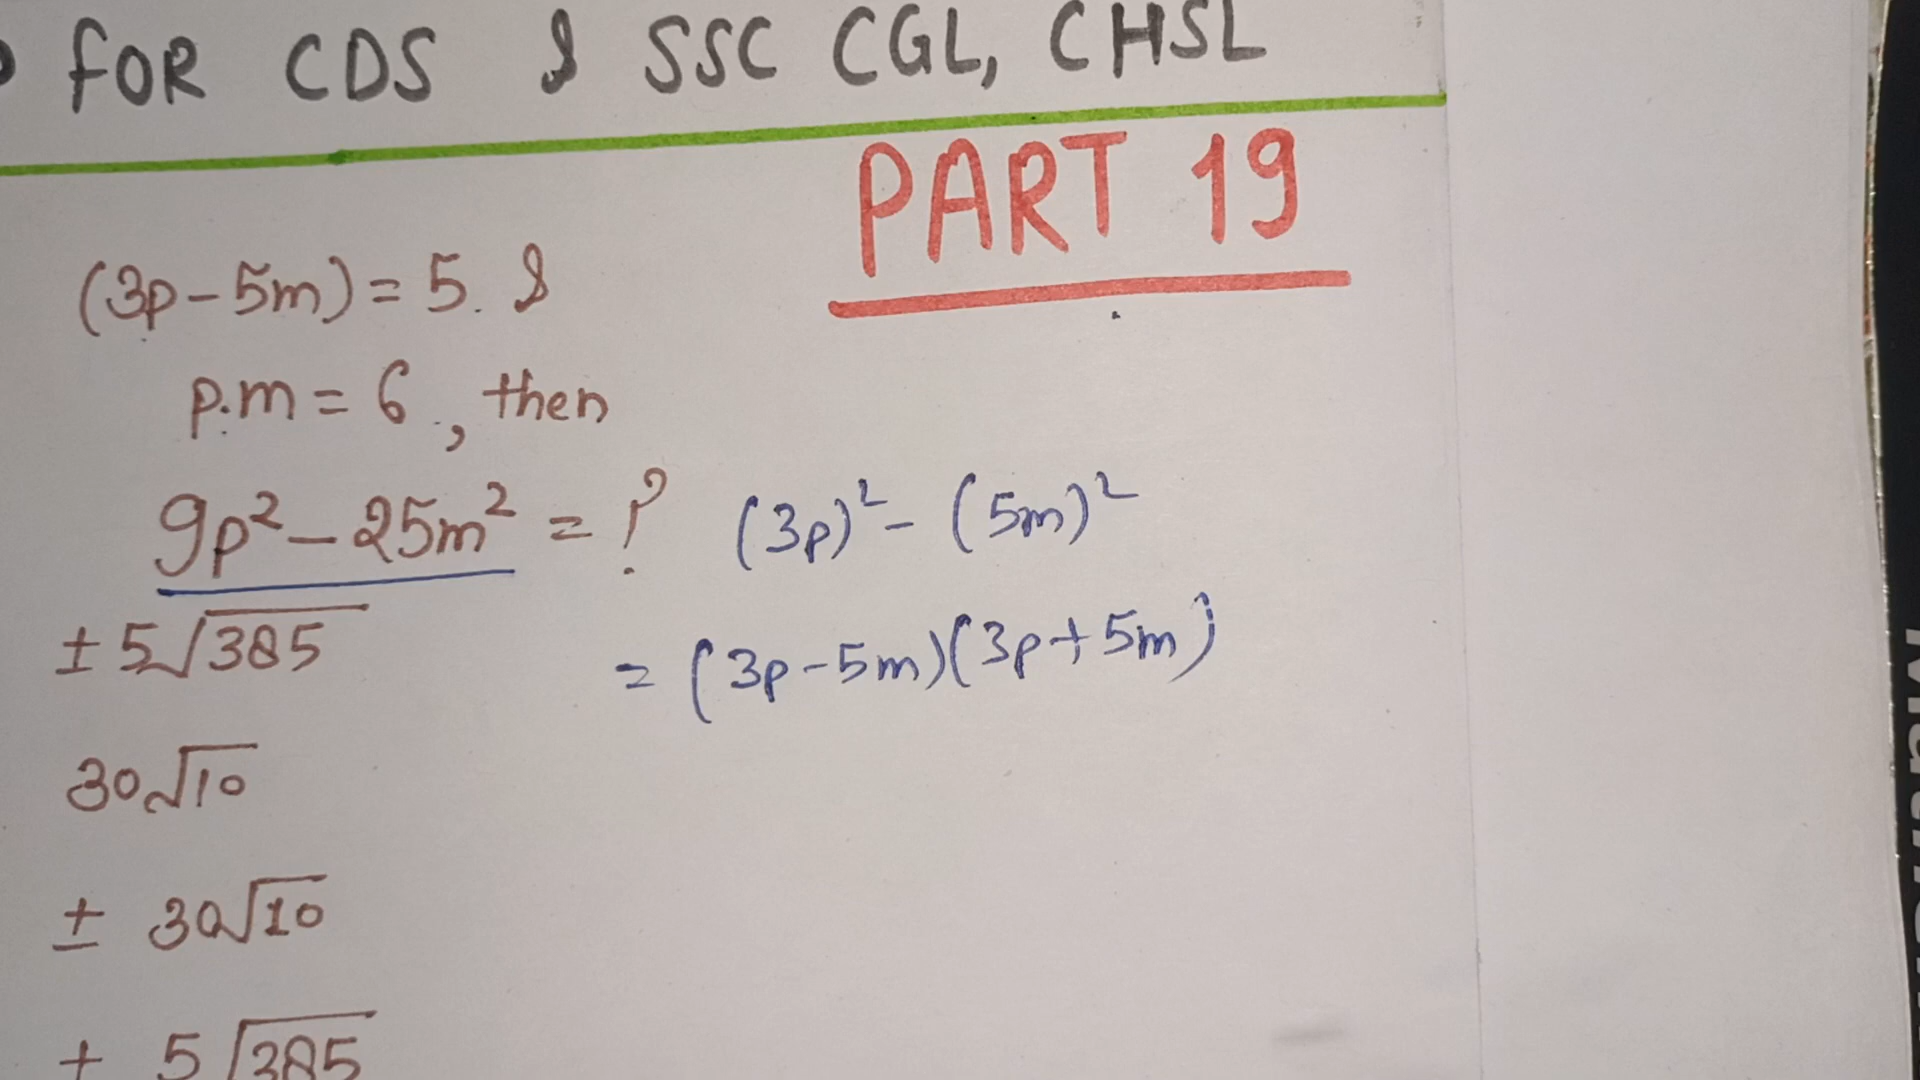 FOR CDS & SSC CGL, CHSL
PART 19
(3p-5m) = 5. &
p.m = 6, then
9p² - 25m² = ? (3p)² - (5m)²
± 5√385 = (3p-5m)(3p+5m)
30√10
± 30√10
+ 5√385